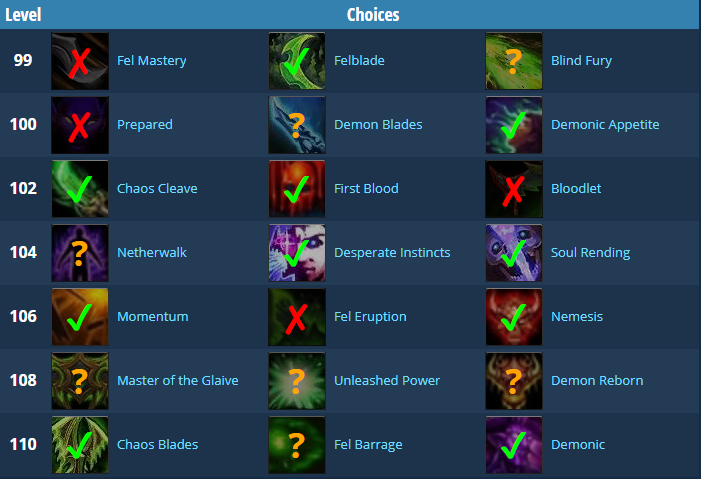 Level Choices
99 Fel Mastery Felblade ? Blind Fury
100 Prepared ? Demon Blades Demonic Appetite
102 Chaos Cleave First Blood Bloodlet
104 ? Netherwalk Desperate Instincts Soul Rending
106 Momentum Fel Eruption Nemesis
108 ? Master of the Glaive ? Unleashed Power ? Demon Reborn
110 Chaos Blades ? Fel Barrage Demonic